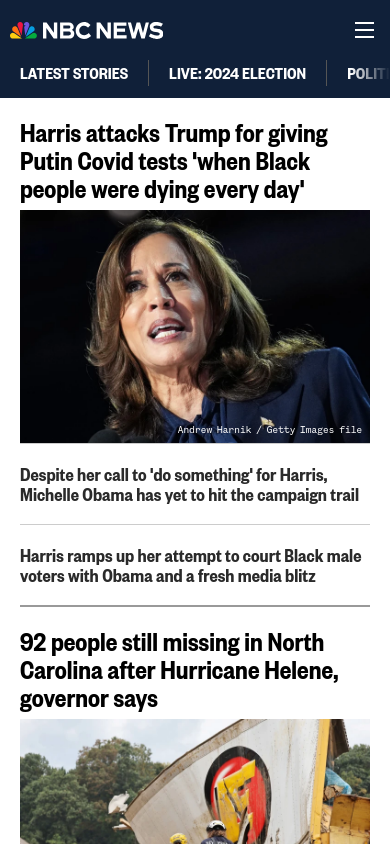 NBC NEWS
LATEST STORIES
LIVE: 2024 ELECTION
Harris attacks Trump for giving
Putin Covid tests 'when Black
people were dying every day'
Andrew Harnik / Getty Images file
Despite her call to 'do something' for Harris,
Michelle Obama has yet to hit the campaign trail
Harris ramps up her attempt to court Black male
voters with Obama and a fresh media blitz
92 people still missing in North
Carolina after Hurricane Helene,
governor says